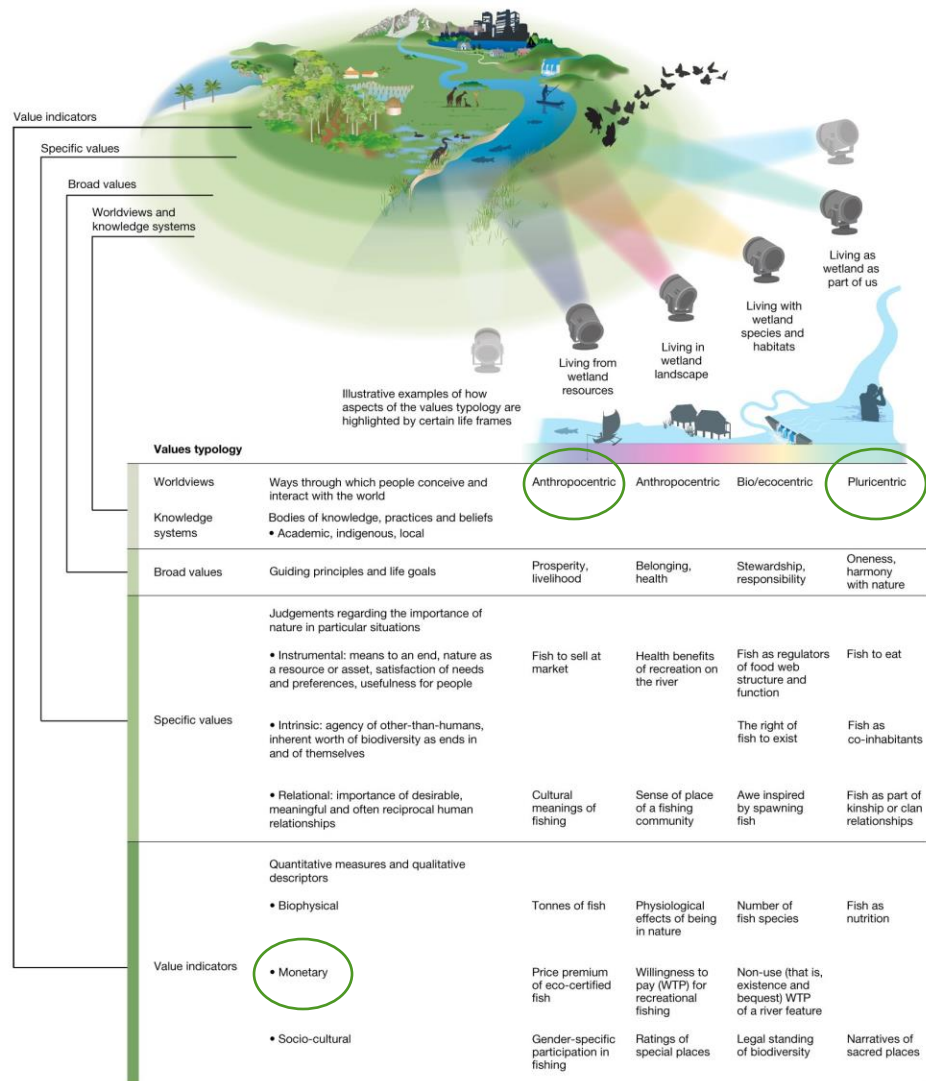 Value indicators
Specific values
Broad values
Worldviews and
knowledge systems
Living as
wetland as
part of us
Living with
wetland
species and
habitats
Living in
wetland
landscape
Living from
wetland
resources
Illustrative examples of how
aspects of the values typology are
highlighted by certain life frames
Values typology
Worldviews
Ways through which people conceive and
interact with the world
Anthropocentric
Anthropocentric
Bio/ecocentric
Pluricentric
Knowledge
systems
Bodies of knowledge, practices and beliefs
• Academic, indigenous, local
Broad values
Guiding principles and life goals
Prosperity,
livelihood
Belonging,
health
Stewardship,
responsibility
Oneness,
harmony
with nature
Specific values
Judgements regarding the importance of
nature in particular situations
• Instrumental: means to an end, nature as
a resource or asset, satisfaction of needs
and preferences, usefulness for people
Fish to sell at
market
Health benefits
of recreation on
the river
Fish as regulators
of food web
structure and
function
Fish to eat
• Intrinsic: agency of other-than-humans,
inherent worth of biodiversity as ends in
and of themselves
The right of
fish to exist
Fish as
co-inhabitants
• Relational: importance of desirable,
meaningful and often reciprocal human
relationships
Cultural
meanings of
fishing
Sense of place
of a fishing
community
Awe inspired
by spawning
fish
Fish as part of
kinship or clan
relationships
Value indicators
Quantitative measures and qualitative
descriptors
• Biophysical
Tonnes of fish
Physiological
effects of being
in nature
Number of
fish species
Fish as
nutrition
• Monetary
Price premium
of eco-certified
fish
Willingness to
pay (WTP) for
recreational
fishing
Non-use (that is,
existence and
bequest) WTP
of a river feature
• Socio-cultural
Gender-specific
participation in
fishing
Ratings of
special places
Legal standing
of biodiversity
Narratives of
sacred places